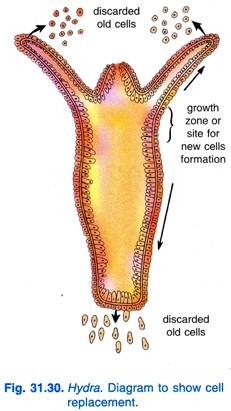 discarded
old cells
growth
zone or
site for
new cells
formation
discarded
old cells
Fig. 31.30. Hydra. Diagram to show cell
replacement.